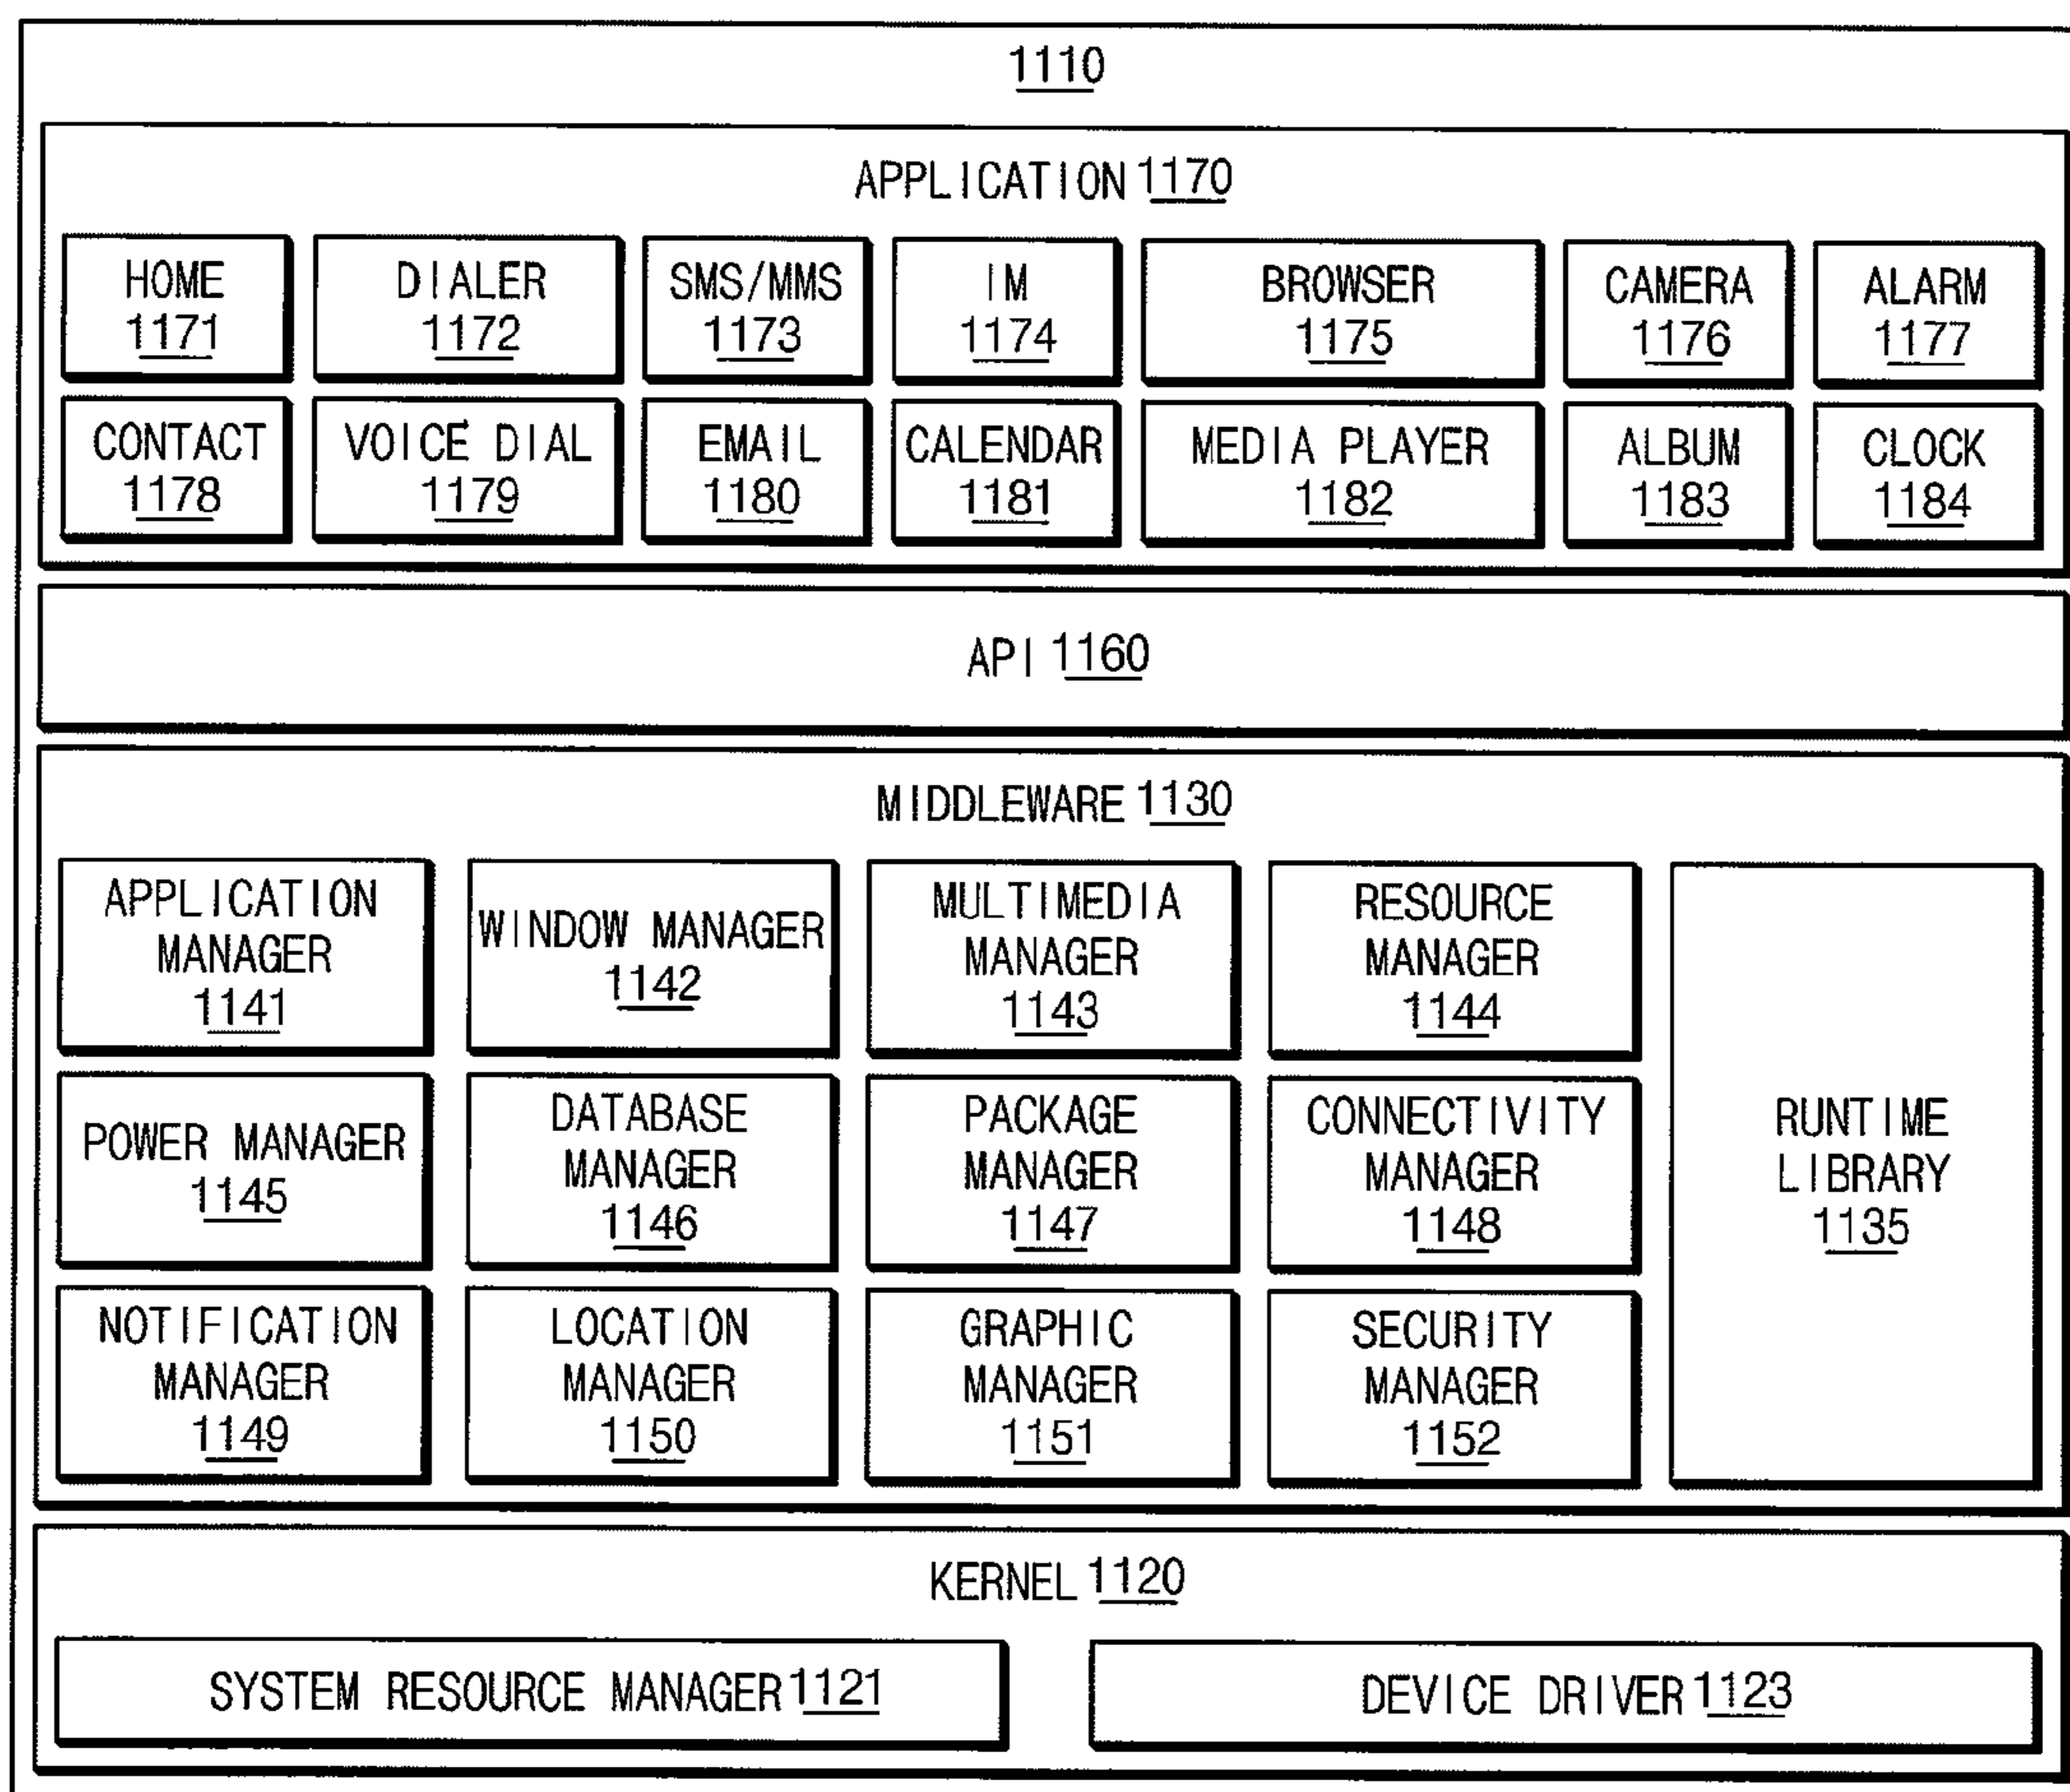 1110
APPLICATION 1170
HOME
1171
DIALER
1172
SMS/MMS
1173
IM
1174
BROWSER
1175
CAMERA
1176
ALARM
1177
CONTACT
1178
VOICE DIAL
1179
EMAIL
1180
CALENDAR
1181
MEDIA PLAYER
1182
ALBUM
1183
CLOCK
1184
API 1160
MIDDLEWARE 1130
APPLICATION
MANAGER
1141
WINDOW MANAGER
1142
MULTIMEDIA
MANAGER
1143
RESOURCE
MANAGER
1144
POWER MANAGER
1145
DATABASE
MANAGER
1146
PACKAGE
MANAGER
1147
CONNECTIVITY
MANAGER
1148
RUNTIME
LIBRARY
1135
NOTIFICATION
MANAGER
1149
LOCATION
MANAGER
1150
GRAPHIC
MANAGER
1151
SECURITY
MANAGER
1152
KERNEL 1120
SYSTEM RESOURCE MANAGER 1121
DEVICE DRIVER 1123